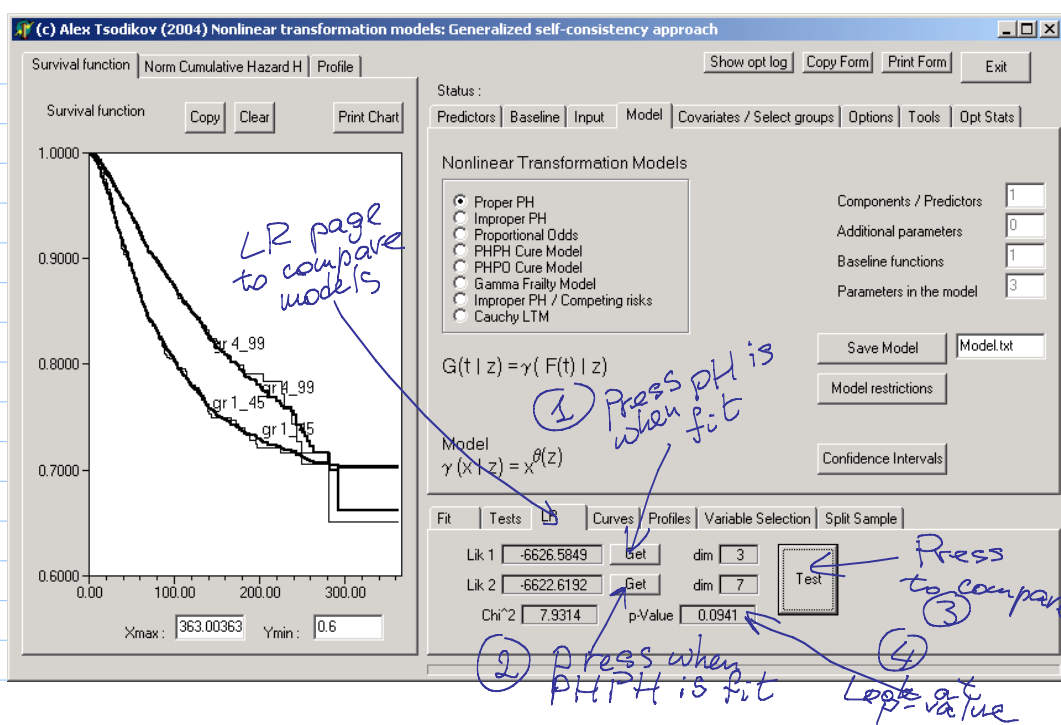 (c) Alex Tsodikov (2004) Nonlinear transformation models: Generalized self-consistency approach
Survival function
Norm Cumulative Hazard H
Profile
Survival function
Copy
Clear
Print Chart
1.0000
0.9000
0.8000
0.7000
0.6000
0.00
100.00
200.00
300.00
gr 4_99
gr 4_99
gr 1_45
gr 1_45
Xmax :
363.00363
Ymin :
0.6
Show opt log
Copy Form
Print Form
Exit
Status :
Predictors
Baseline
Input
Model
Covariates / Select groups
Options
Tools
Opt Stats
Nonlinear Transformation Models
Proper PH
Improper PH
Proportional Odds
PHPH Cure Model
PHPO Cure Model
Gamma Frailty Model
Improper PH / Competing risks
Cauchy LTM
Components / Predictors
1
Additional parameters
0
Baseline functions
1
Parameters in the model
3
G(t | z) = γ( F(t) | z)
Save Model
Model.txt
Model restrictions
Model
γ (x | z) = x^θ(z)
Confidence Intervals
LR page
to compare
models
1 Press pH is
when fit
Fit
Tests
LR
Curves
Profiles
Variable Selection
Split Sample
Lik 1
-6626.5849
Get
dim
3
Lik 2
-6622.6192
Get
dim
7
Chi^2
7.9314
p-Value
0.0941
Test
Press
to compar
3
2 press when
PHPH is fit
4
Look at
p-value